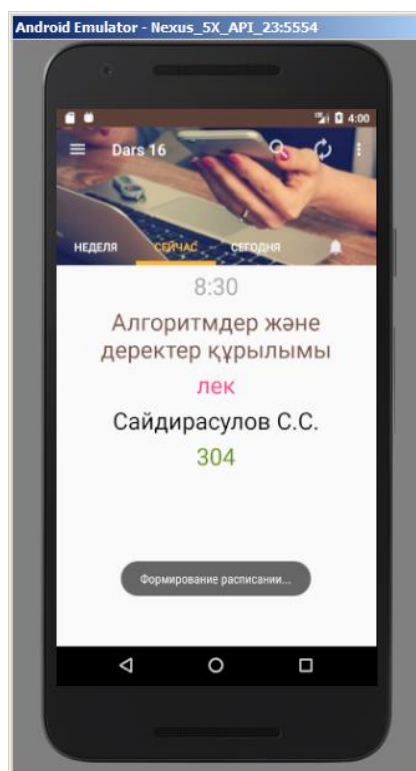 Android Emulator - Nexus_5X_API_23:5554
4:00
Dars 16
НЕДЕЛЯ СЕЙЧАС СЕГОДНЯ
8:30
Алгоритмдер және
деректер құрылымы
лек
Сайдирасулов С.С.
304
Формирование расписании...